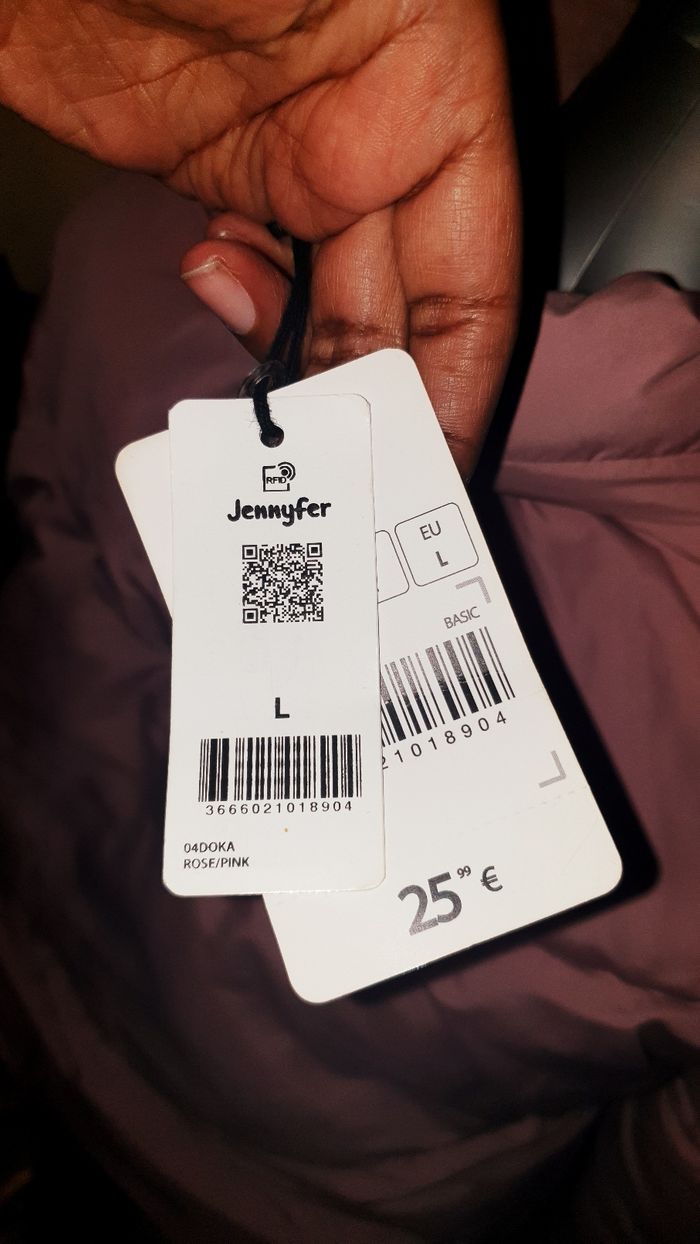 RFID
Jennyfer
L
3666021018904
04DOKA
ROSE/PINK
EU
L
BASIC
21018904
25 99 €